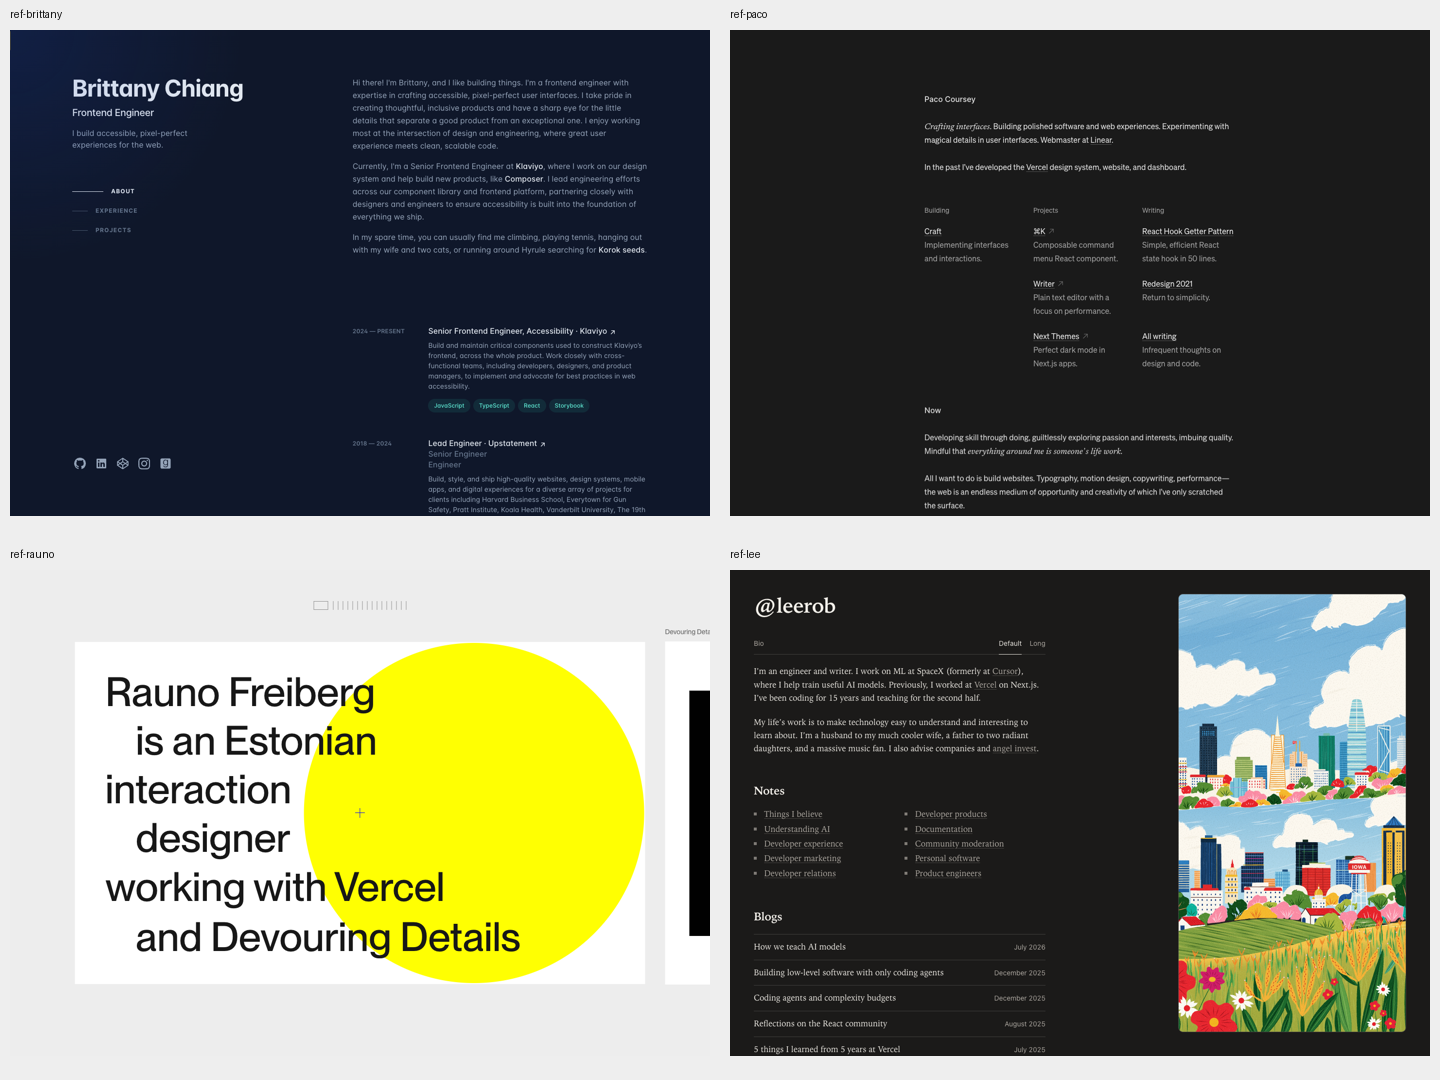 ref-brittany
Brittany Chiang
Frontend Engineer
I build accessible, pixel-perfect
experiences for the web.
ABOUT
EXPERIENCE
PROJECTS
Hi there! I'm Brittany, and I like building things. I'm a frontend engineer with
expertise in crafting accessible, pixel-perfect user interfaces. I take pride in
creating thoughtful, inclusive products and have a sharp eye for the little
details that separate a good product from an exceptional one. I enjoy working
most at the intersection of design and engineering, where great user
experience meets clean, scalable code.
Currently, I'm a Senior Frontend Engineer at Klaviyo, where I work on our design
system and help build new products, like Composer. I lead engineering efforts
across our component library and frontend platform, partnering closely with
designers and engineers to ensure accessibility is built into the foundation of
everything we ship.
In my spare time, you can usually find me climbing, playing tennis, hanging out
with my wife and two cats, or running around Hyrule searching for Korok seeds.
2024 — PRESENT
Senior Frontend Engineer, Accessibility · Klaviyo ↗
Build and maintain critical components used to construct Klaviyo's
frontend, across the whole product. Work closely with cross-
functional teams, including developers, designers, and product
managers, to implement and advocate for best practices in web
accessibility.
JavaScript TypeScript React Storybook
2018 — 2024
Lead Engineer · Upstatement ↗
Senior Engineer
Engineer
Build, style, and ship high-quality websites, design systems, mobile
apps, and digital experiences for a diverse array of projects for
clients including Harvard Business School, Everytown for Gun
Safety, Pratt Institute, Koala Health, Vanderbilt University, The 19th
ref-paco
Paco Coursey
Crafting interfaces. Building polished software and web experiences. Experimenting with
magical details in user interfaces. Webmaster at Linear.
In the past I've developed the Vercel design system, website, and dashboard.
Building
Craft
Implementing interfaces
and interactions.
Projects
⌘K ↗
Composable command
menu React component.
Writer ↗
Plain text editor with a
focus on performance.
Next Themes ↗
Perfect dark mode in
Next.js apps.
Writing
React Hook Getter Pattern
Simple, efficient React
state hook in 50 lines.
Redesign 2021
Return to simplicity.
All writing
Infrequent thoughts on
design and code.
Now
Developing skill through doing, guiltlessly exploring passion and interests, imbuing quality.
Mindful that everything around me is someone's life work.
All I want to do is build websites. Typography, motion design, copywriting, performance—
the web is an endless medium of opportunity and creativity of which I've only scratched
the surface.
ref-rauno
Rauno Freiberg
is an Estonian
interaction
designer
working with Vercel
and Devouring Details
Devouring Deta
ref-lee
@leerob
Bio
Default Long
I'm an engineer and writer. I work on ML at SpaceX (formerly at Cursor),
where I help train useful AI models. Previously, I worked at Vercel on Next.js.
I've been coding for 15 years and teaching for the second half.
My life's work is to make technology easy to understand and interesting to
learn about. I'm a husband to my much cooler wife, a father to two radiant
daughters, and a massive music fan. I also advise companies and angel invest.
Notes
Things I believe
Understanding AI
Developer experience
Developer marketing
Developer relations
Developer products
Documentation
Community moderation
Personal software
Product engineers
Blogs
How we teach AI models July 2026
Building low-level software with only coding agents December 2025
Coding agents and complexity budgets December 2025
Reflections on the React community August 2025
5 things I learned from 5 years at Vercel July 2025
IOWA